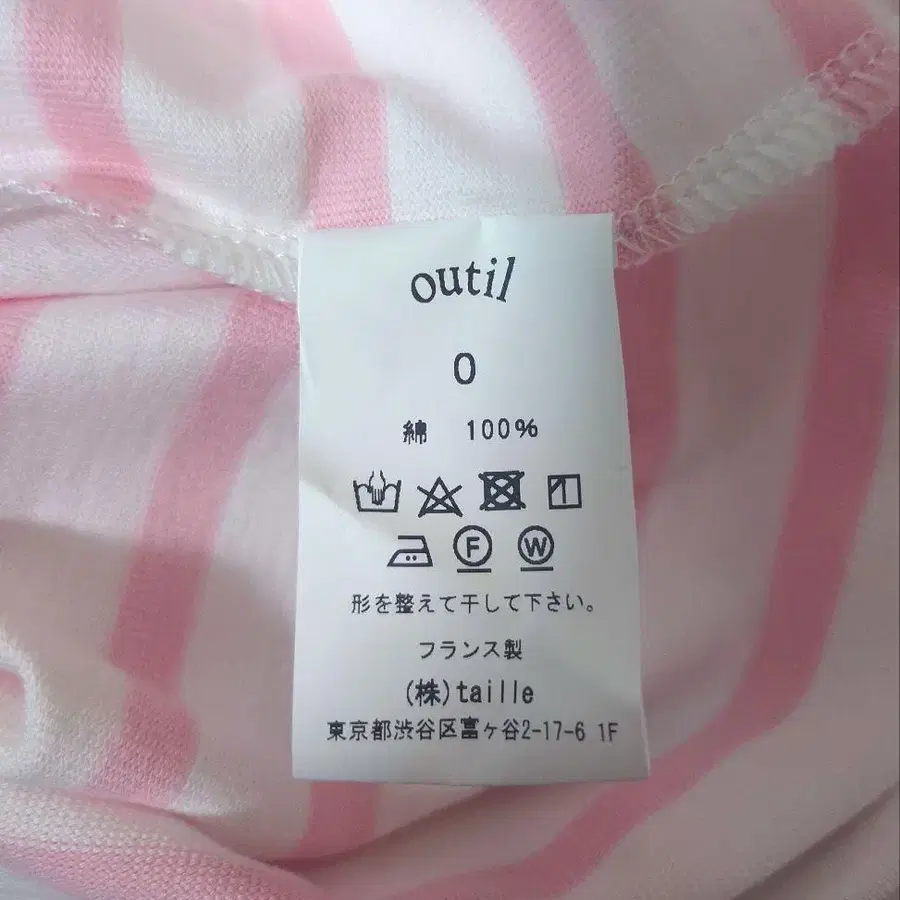 outil
0
綿 100%
F W
形を整えて干して下さい。
フランス製
(株)taille
東京都渋谷区富ヶ谷2-17-6 1F